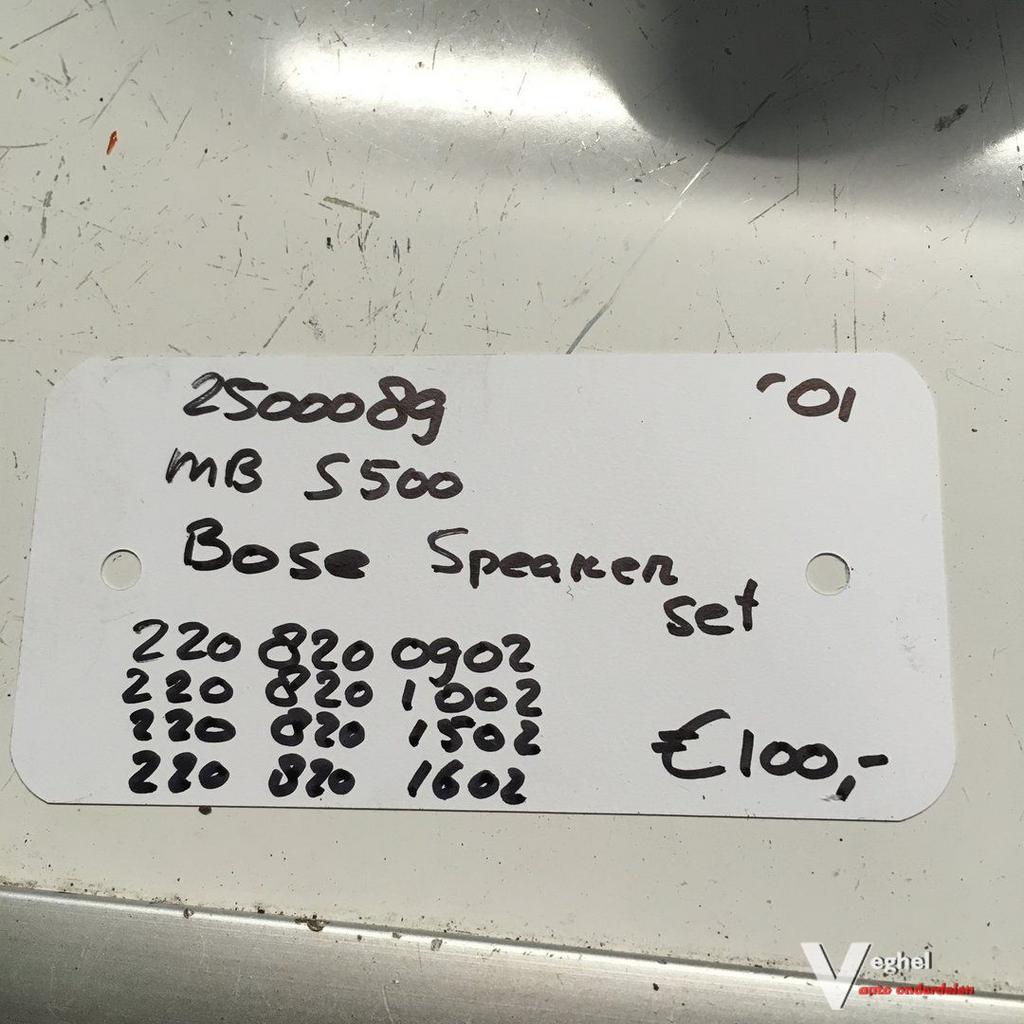 2500089 '01
MB S500
Bose Speaker
set
220 820 0902
220 820 1002
220 820 1502
220 820 1602
€100,-
Veghel
auto onderdelen